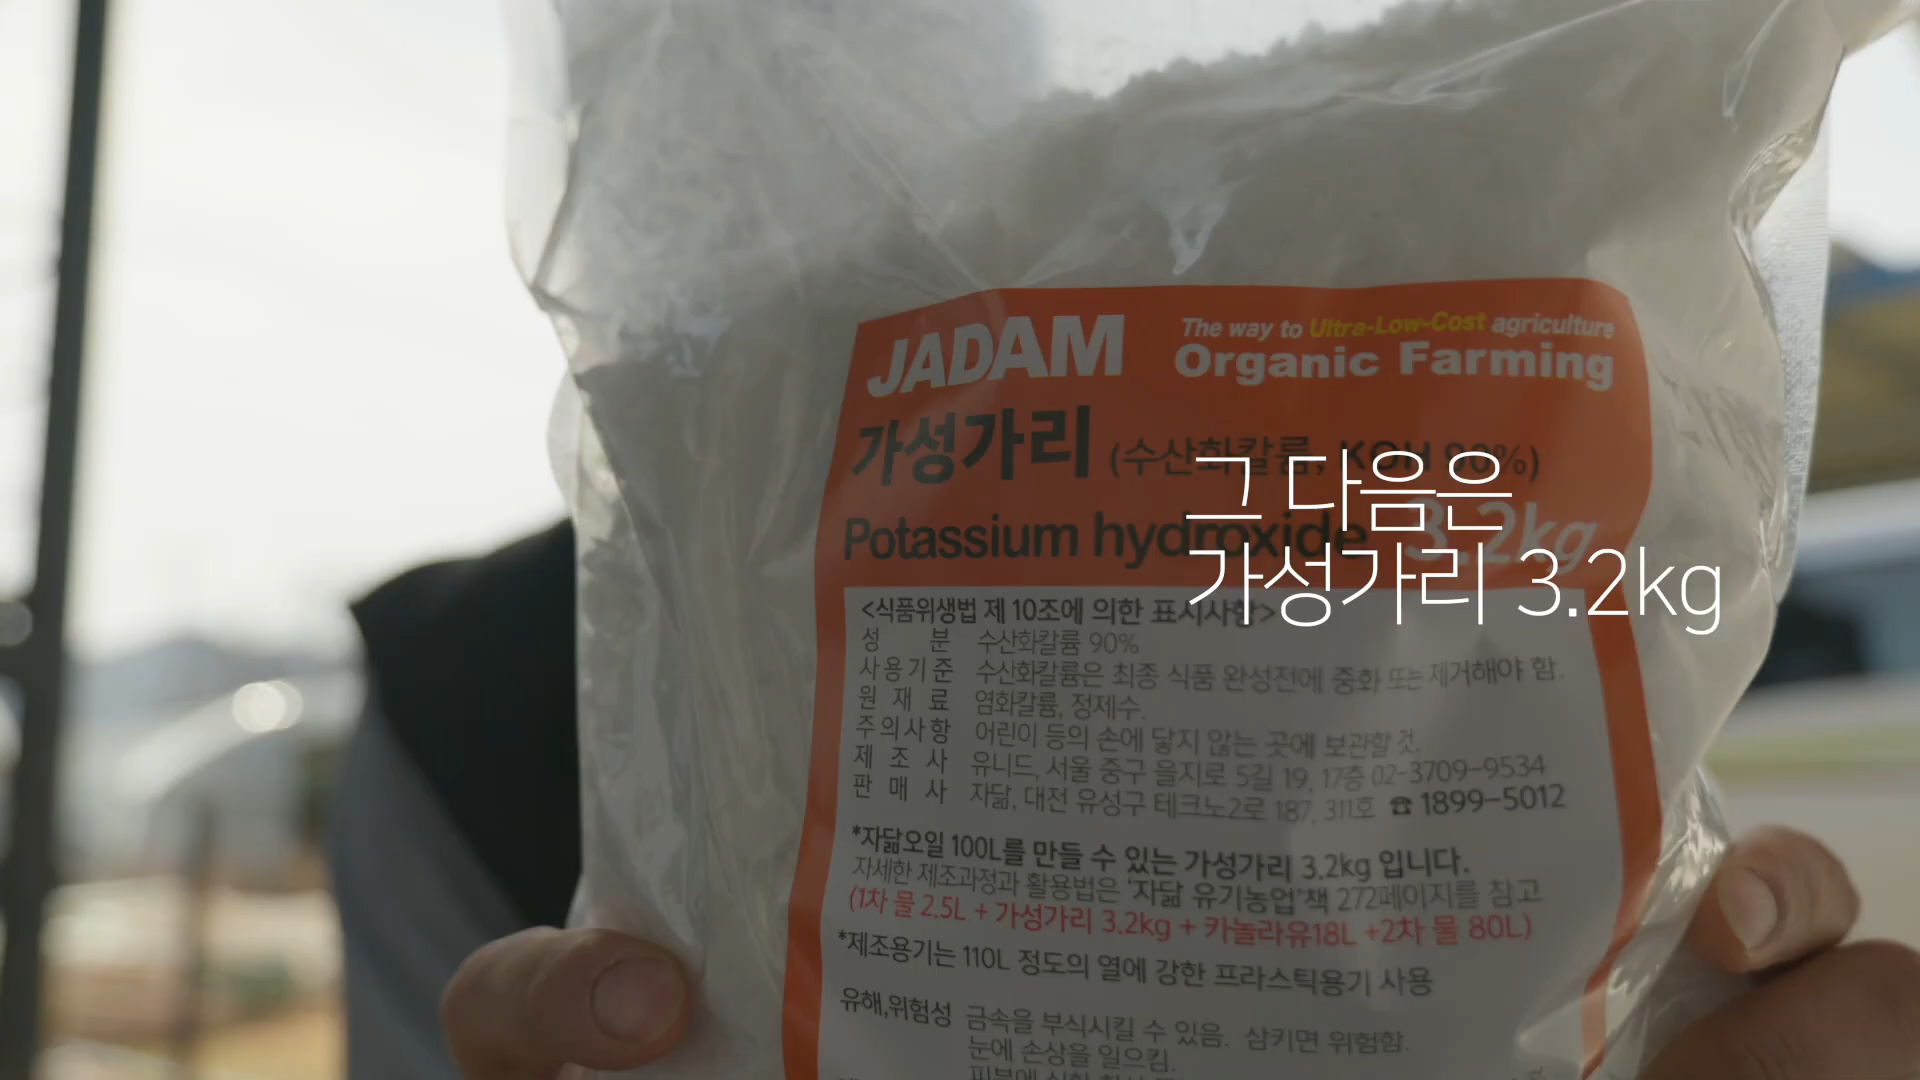 JADAM
The way to Ultra-Low-Cost agriculture
Organic Farming
가성가리 (수산화칼륨, KOH 90%)
Potassium hydroxide 3.2kg
그 다음은
가성가리 3.2kg
<식품위생법 제 10조에 의한 표시사항>
성 분 수산화칼륨 90%
사용기준 수산화칼륨은 최종 식품 완성전에 중화 또는 제거해야 함.
원 재 료 염화칼륨, 정제수.
주의사항 어린이 등의 손에 닿지 않는 곳에 보관할 것.
제 조 사 유니드, 서울 중구 을지로 5길 19, 17층 02-3709-9534
판 매 사 자닮, 대전 유성구 테크노2로 187, 311호 ☎ 1899-5012
*자닮오일 100L를 만들 수 있는 가성가리 3.2kg 입니다.
자세한 제조과정과 활용법은 '자닮 유기농업'책 272페이지를 참고
(1차 물 2.5L + 가성가리 3.2kg + 카놀라유18L +2차 물 80L)
*제조용기는 110L 정도의 열에 강한 프라스틱용기 사용
유해,위험성 금속을 부식시킬 수 있음. 삼키면 위험함.
눈에 손상을 일으킴.